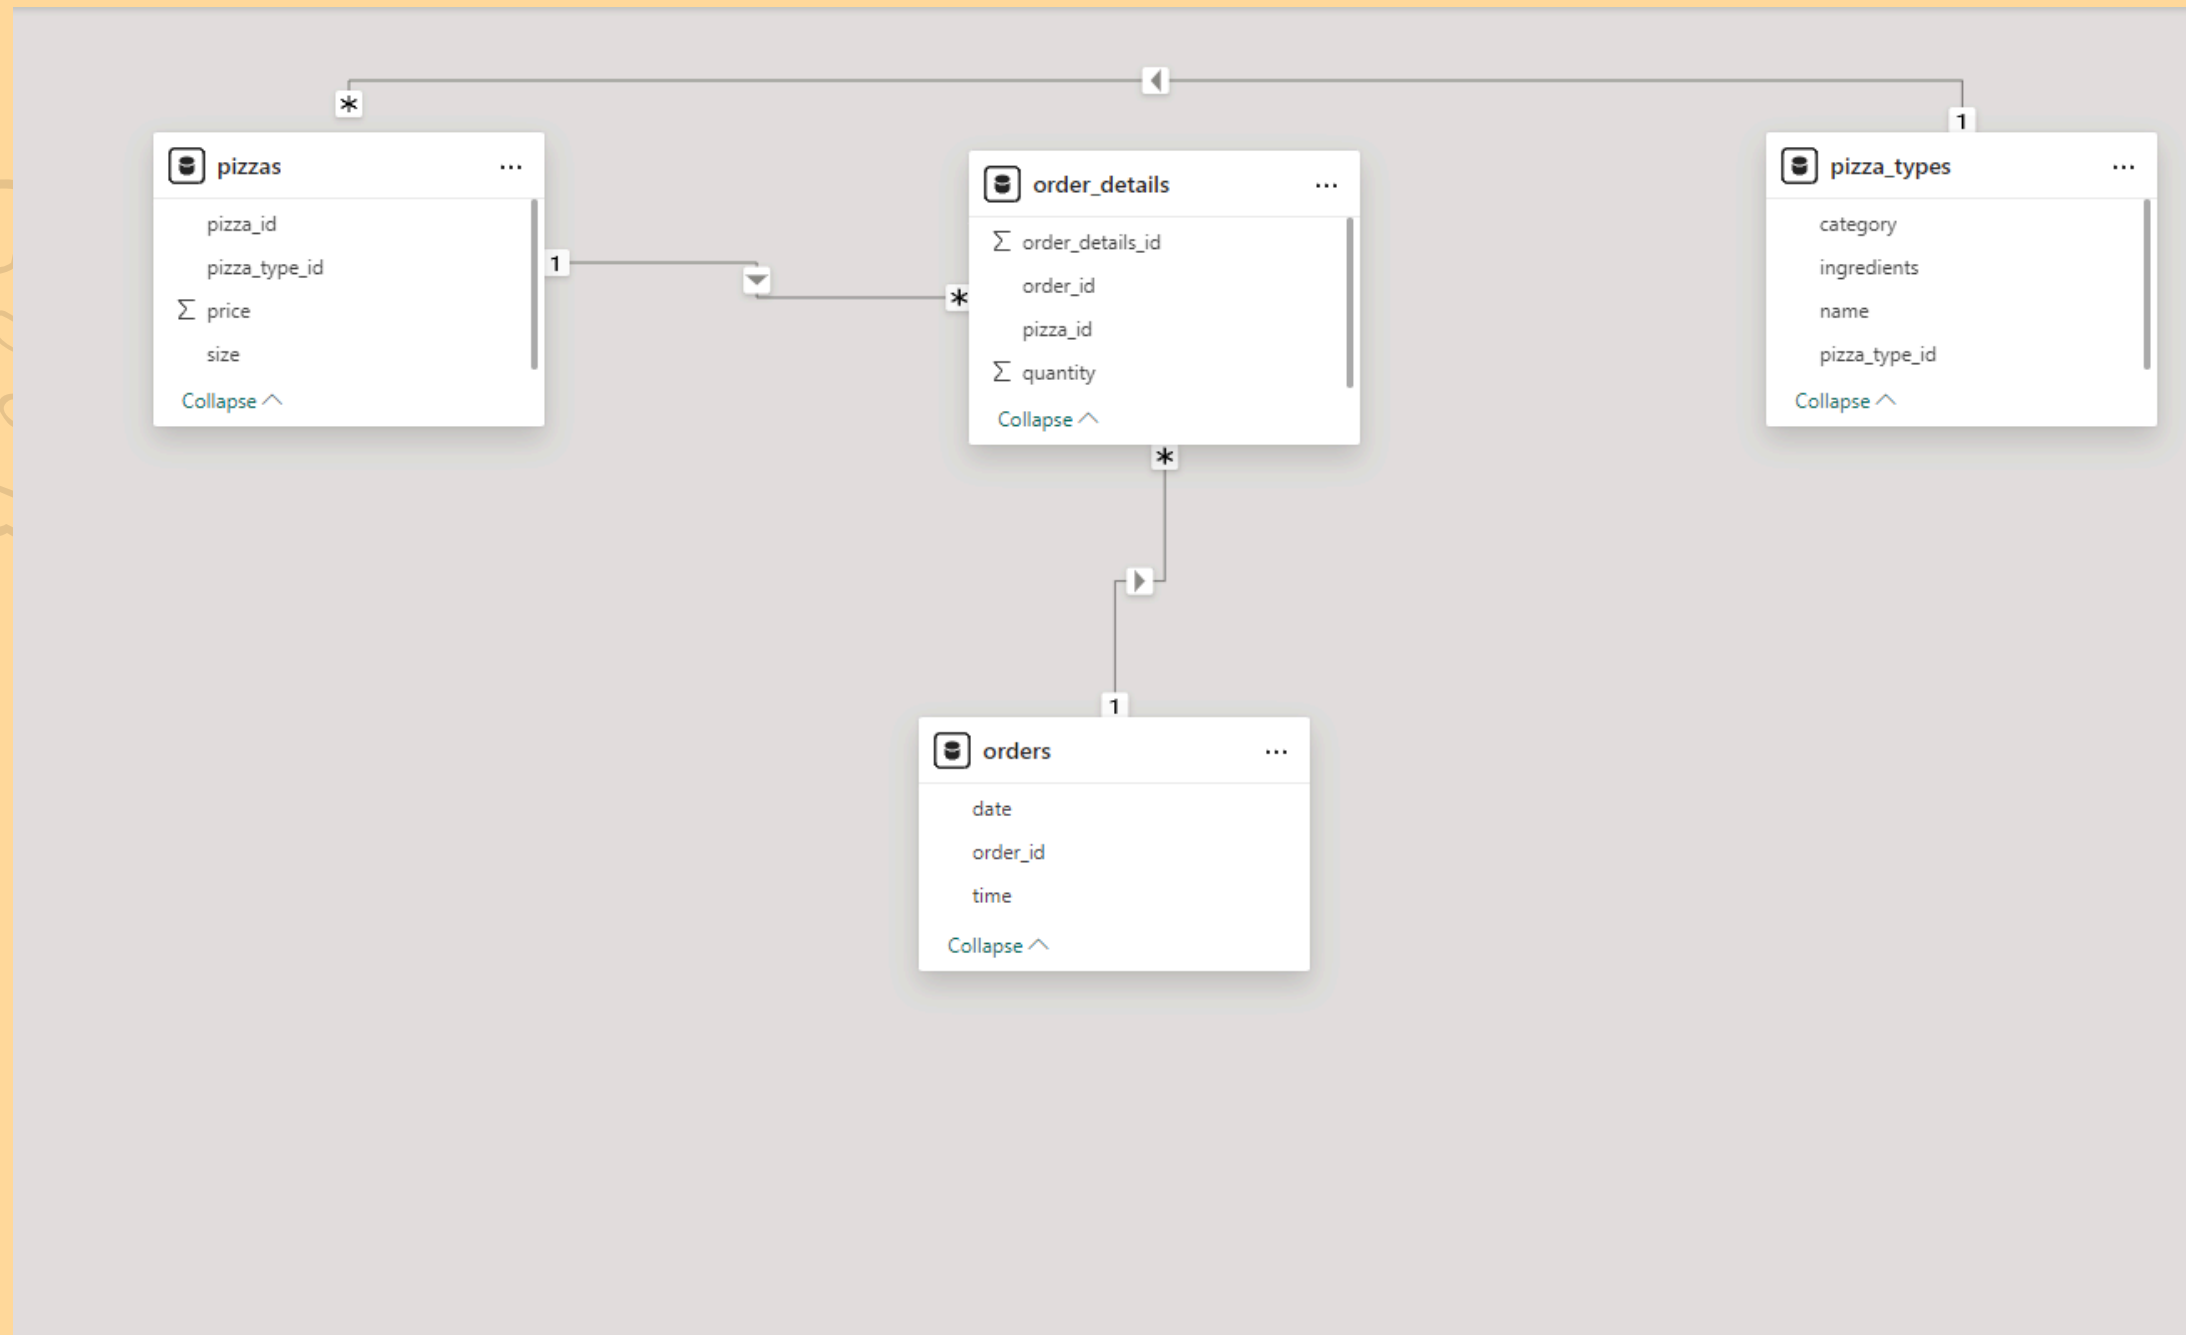 *
1
pizzas
...
pizza_id
pizza_type_id
Σ price
size
Collapse
1
*
order_details
...
Σ order_details_id
order_id
pizza_id
Σ quantity
Collapse
pizza_types
...
category
ingredients
name
pizza_type_id
Collapse
*
1
orders
...
date
order_id
time
Collapse